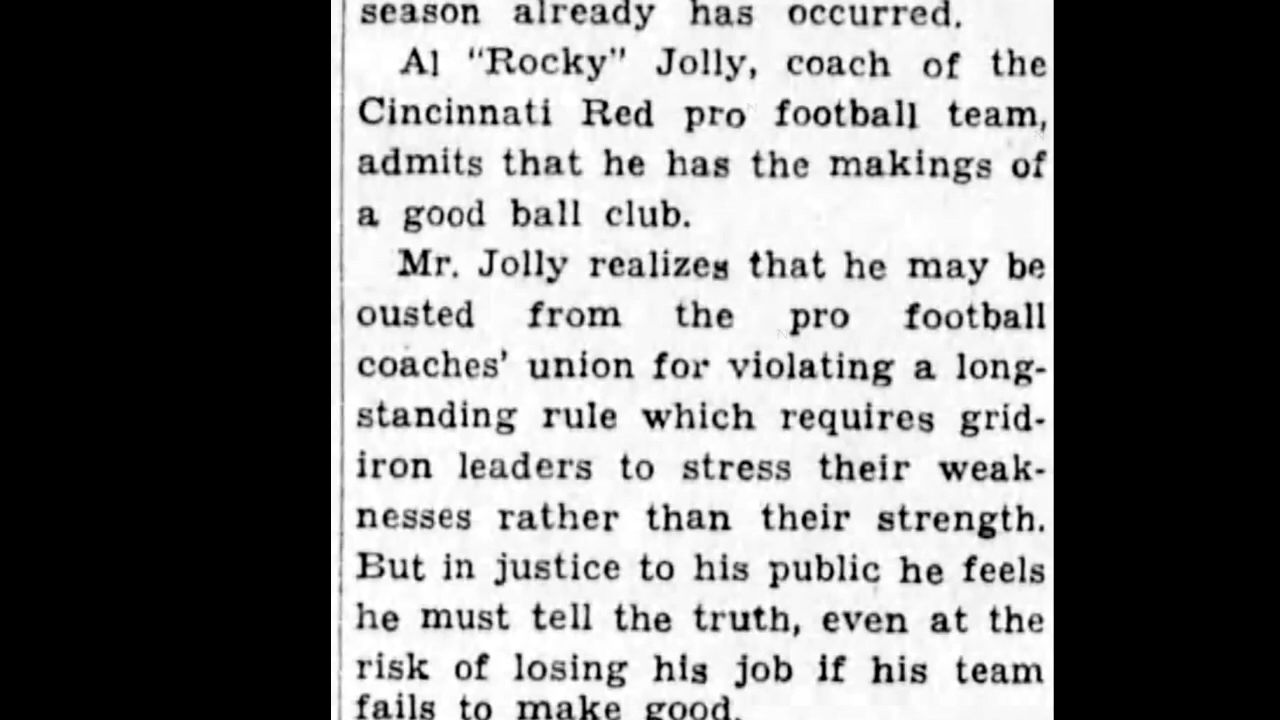 season already has occurred.
Al "Rocky" Jolly, coach of the
Cincinnati Red pro football team,
admits that he has the makings of
a good ball club.
Mr. Jolly realizes that he may be
ousted from the pro football
coaches' union for violating a long-
standing rule which requires grid-
iron leaders to stress their weak-
nesses rather than their strength.
But in justice to his public he feels
he must tell the truth, even at the
risk of losing his job if his team
fails to make good.